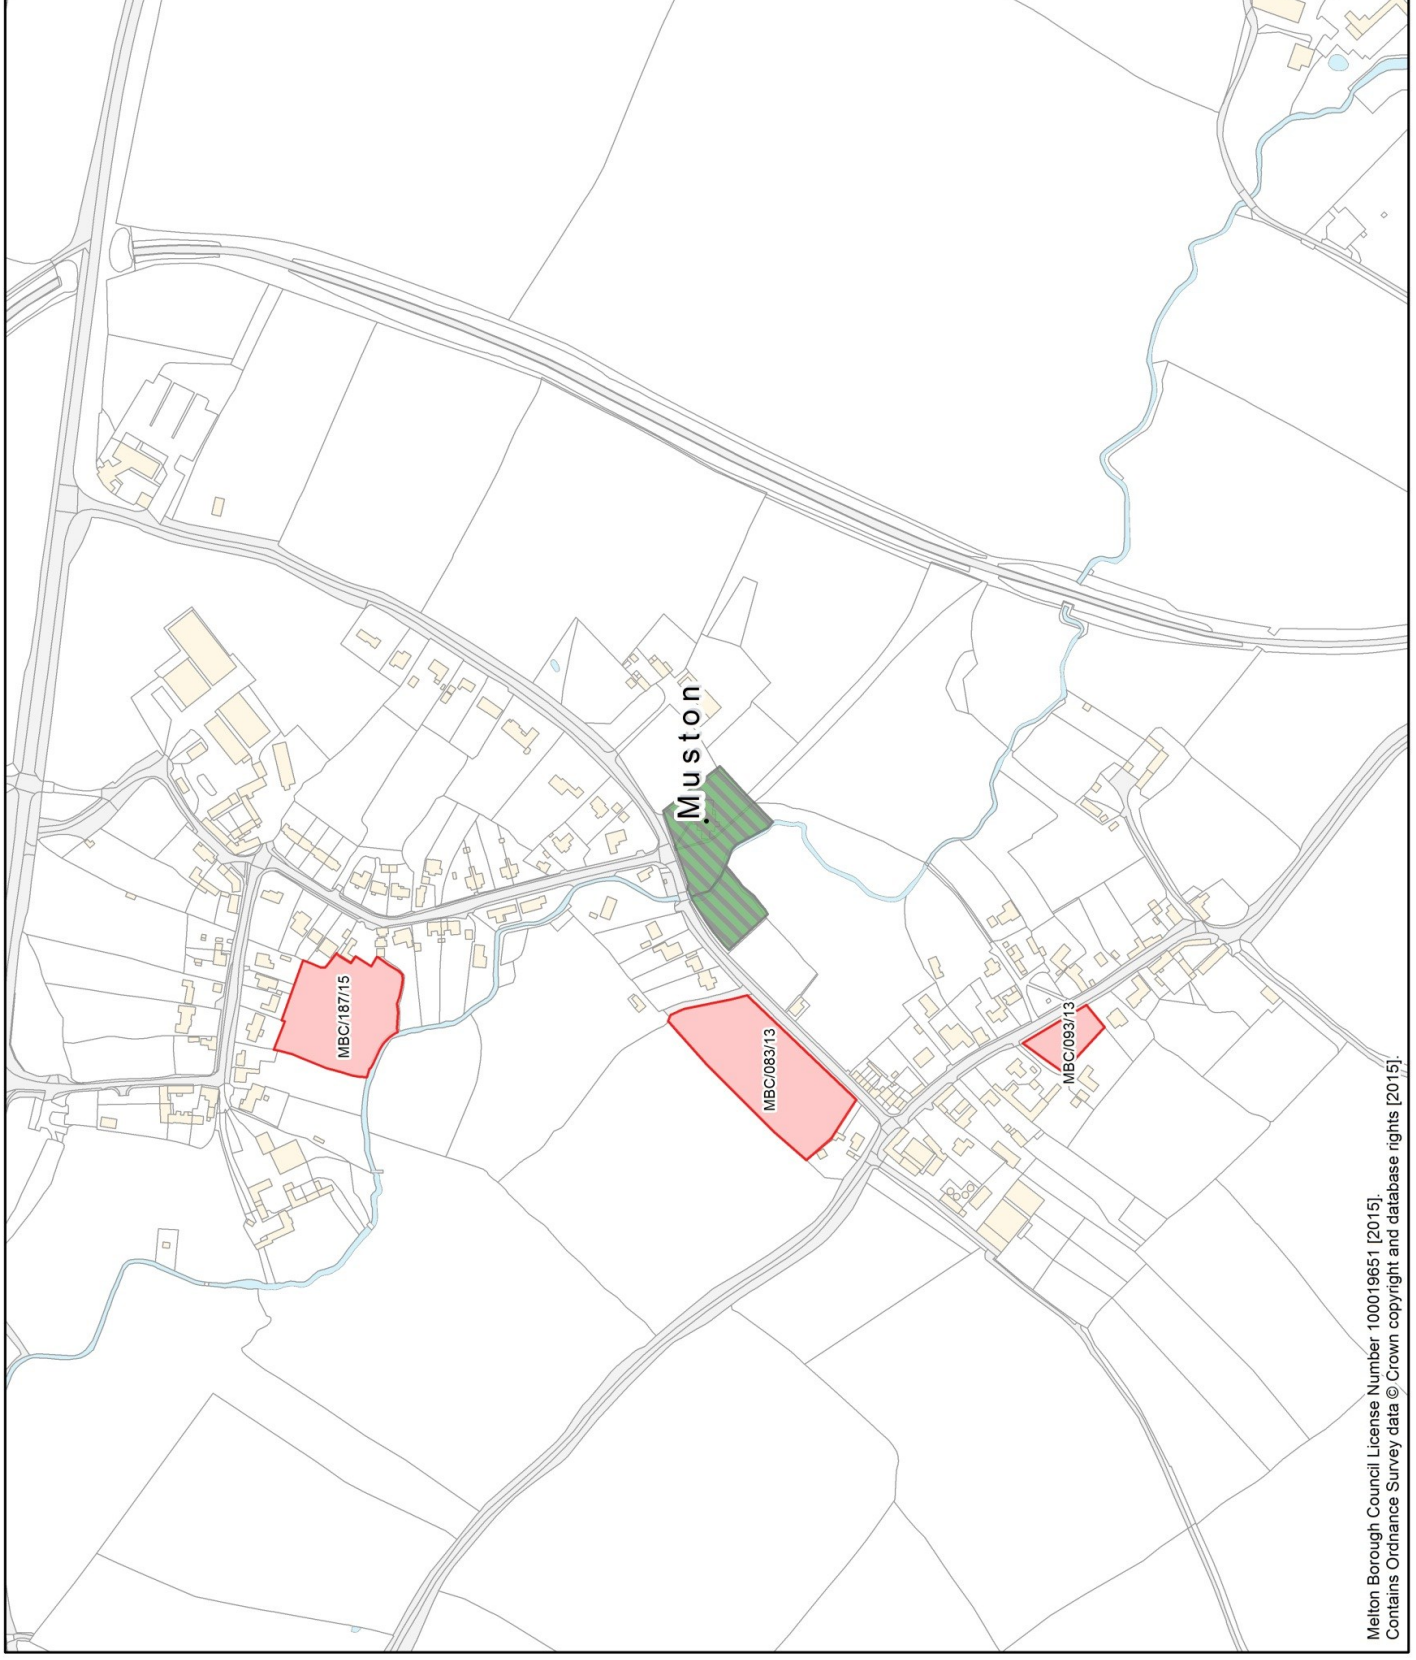 MBC/187/15
Muston
MBC/083/13
MBC/093/13
Melton Borough Council License Number 100019651 [2015].
Contains Ordnance Survey data © Crown copyright and database rights [2015].